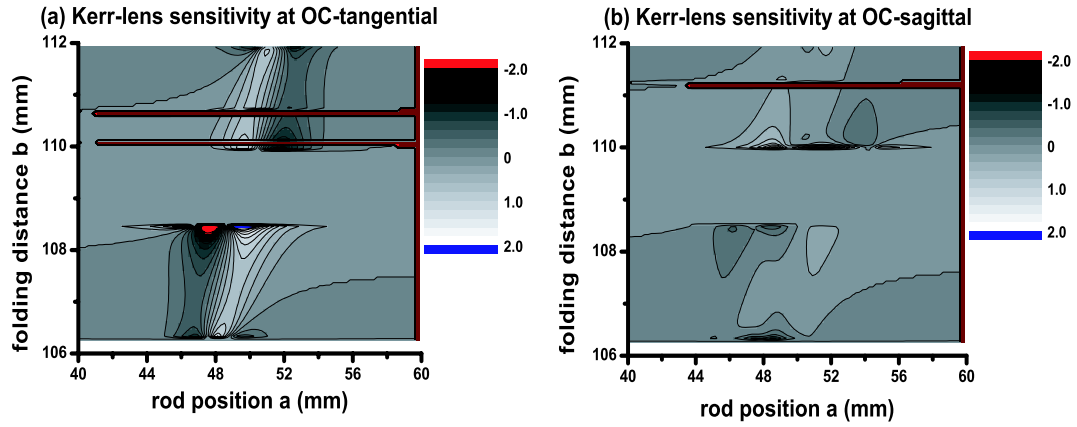 (a) Kerr-lens sensitivity at OC-tangential
112
110
108
106
folding distance b (mm)
40 44 48 52 56 60
rod position a (mm)
-2.0
-1.0
0
1.0
2.0
(b) Kerr-lens sensitivity at OC-sagittal
112
110
108
106
folding distance b (mm)
40 44 48 52 56 60
rod position a (mm)
-2.0
-1.0
0
1.0
2.0